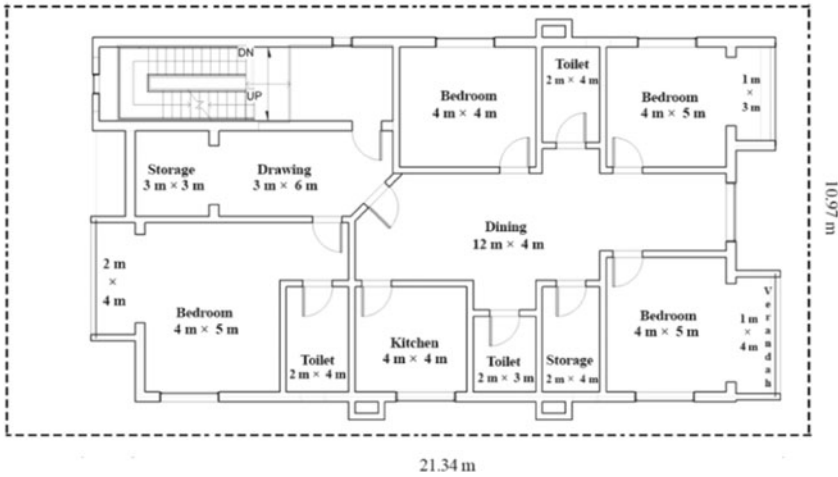 DN
UP
Bedroom
4 m × 4 m
Toilet
2 m × 4 m
Bedroom
4 m × 5 m
1 m
×
3 m
Storage
3 m × 3 m
Drawing
3 m × 6 m
10.97 m
Dining
12 m × 4 m
2 m
×
4 m
Bedroom
4 m × 5 m
Toilet
2 m × 4 m
Kitchen
4 m × 4 m
Toilet
2 m × 3 m
Storage
2 m × 4 m
Bedroom
4 m × 5 m
1 m
×
4 m
Verandah
21.34 m